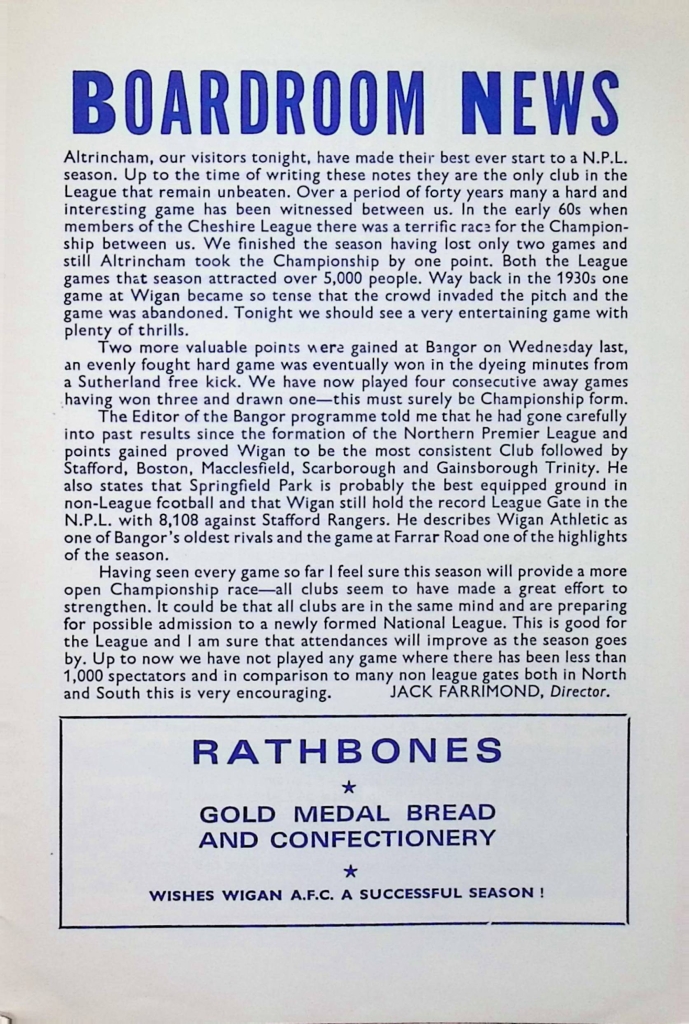 BOARDROOM NEWS
Altrincham, our visitors tonight, have made their best ever start to a N.P.L.
season. Up to the time of writing these notes they are the only club in the
League that remain unbeaten. Over a period of forty years many a hard and
interesting game has been witnessed between us. In the early 60s when
members of the Cheshire League there was a terrific race for the Champion-
ship between us. We finished the season having lost only two games and
still Altrincham took the Championship by one point. Both the League
games that season attracted over 5,000 people. Way back in the 1930s one
game at Wigan became so tense that the crowd invaded the pitch and the
game was abandoned. Tonight we should see a very entertaining game with
plenty of thrills.
Two more valuable points were gained at Bangor on Wednesday last,
an evenly fought hard game was eventually won in the dyeing minutes from
a Sutherland free kick. We have now played four consecutive away games
having won three and drawn one—this must surely be Championship form.
The Editor of the Bangor programme told me that he had gone carefully
into past results since the formation of the Northern Premier League and
points gained proved Wigan to be the most consistent Club followed by
Stafford, Boston, Macclesfield, Scarborough and Gainsborough Trinity. He
also states that Springfield Park is probably the best equipped ground in
non-League football and that Wigan still hold the record League Gate in the
N.P.L. with 8,108 against Stafford Rangers. He describes Wigan Athletic as
one of Bangor's oldest rivals and the game at Farrar Road one of the highlights
of the season.
Having seen every game so far I feel sure this season will provide a more
open Championship race—all clubs seem to have made a great effort to
strengthen. It could be that all clubs are in the same mind and are preparing
for possible admission to a newly formed National League. This is good for
the League and I am sure that attendances will improve as the season goes
by. Up to now we have not played any game where there has been less than
1,000 spectators and in comparison to many non league gates both in North
and South this is very encouraging. JACK FARRIMOND, Director.
RATHBONES
★
GOLD MEDAL BREAD
AND CONFECTIONERY
★
WISHES WIGAN A.F.C. A SUCCESSFUL SEASON !